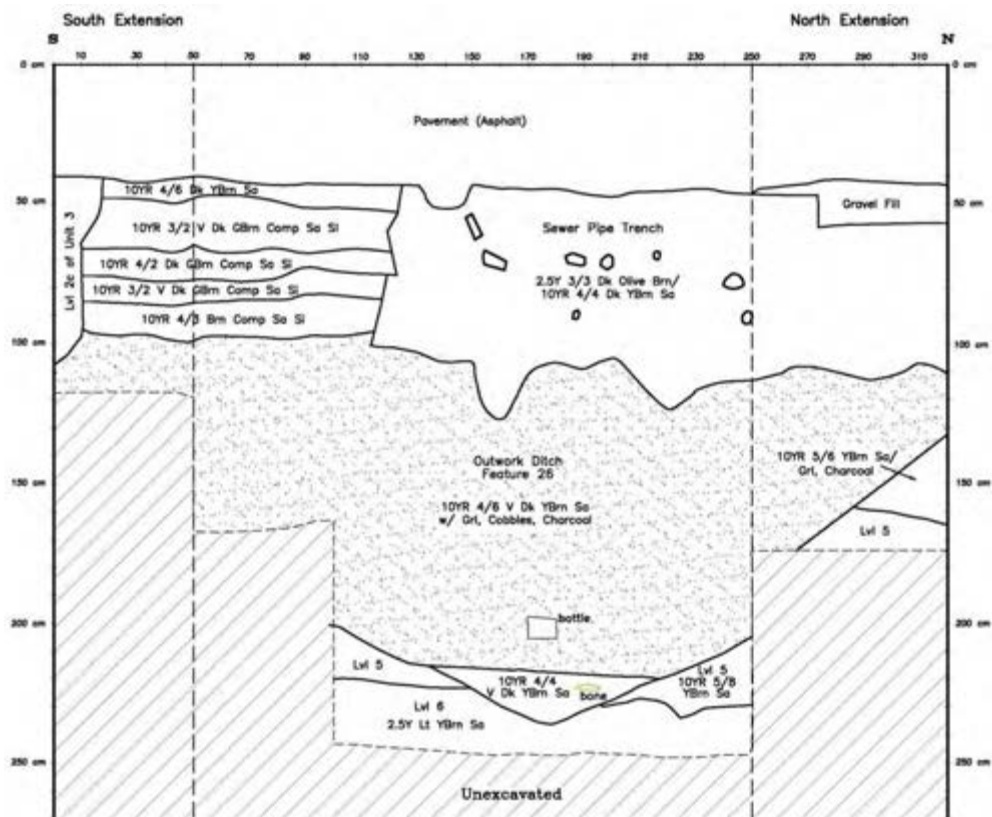 South Extension
North Extension
S
N
10 30 50 70 90 110 130 150 170 190 210 230 250 270 290 310
0 cm
0 cm
Pavement (Asphalt)
10YR 4/6 Dk YBrn Sa
50 cm
50 cm
Gravel Fill
Lvl 2c of Unit 3
10YR 3/2 V Dk GBrn Comp Sa Sl
Sewer Pipe Trench
10YR 4/2 Dk GBrn Comp Sa Sl
2.5Y 3/3 Dk Olive Brn/
10YR 4/4 Dk YBrn Sa
10YR 3/2 V Dk GBrn Comp Sa Sl
10YR 4/3 Brn Comp Sa Sl
100 cm
100 cm
Outwork Ditch
Feature 26
10YR 4/6 V Dk YBrn Sa
w/ Grl, Cobbles, Charcoal
10YR 5/6 YBrn Sa/
Grl, Charcoal
150 cm
150 cm
Lvl 5
200 cm
200 cm
bottle
Lvl 5
10YR 4/4
V Dk YBrn Sa
bone
Lvl 5
10YR 5/8
YBrn Sa
Lvl 6
2.5Y Lt YBrn Sa
250 cm
250 cm
Unexcavated